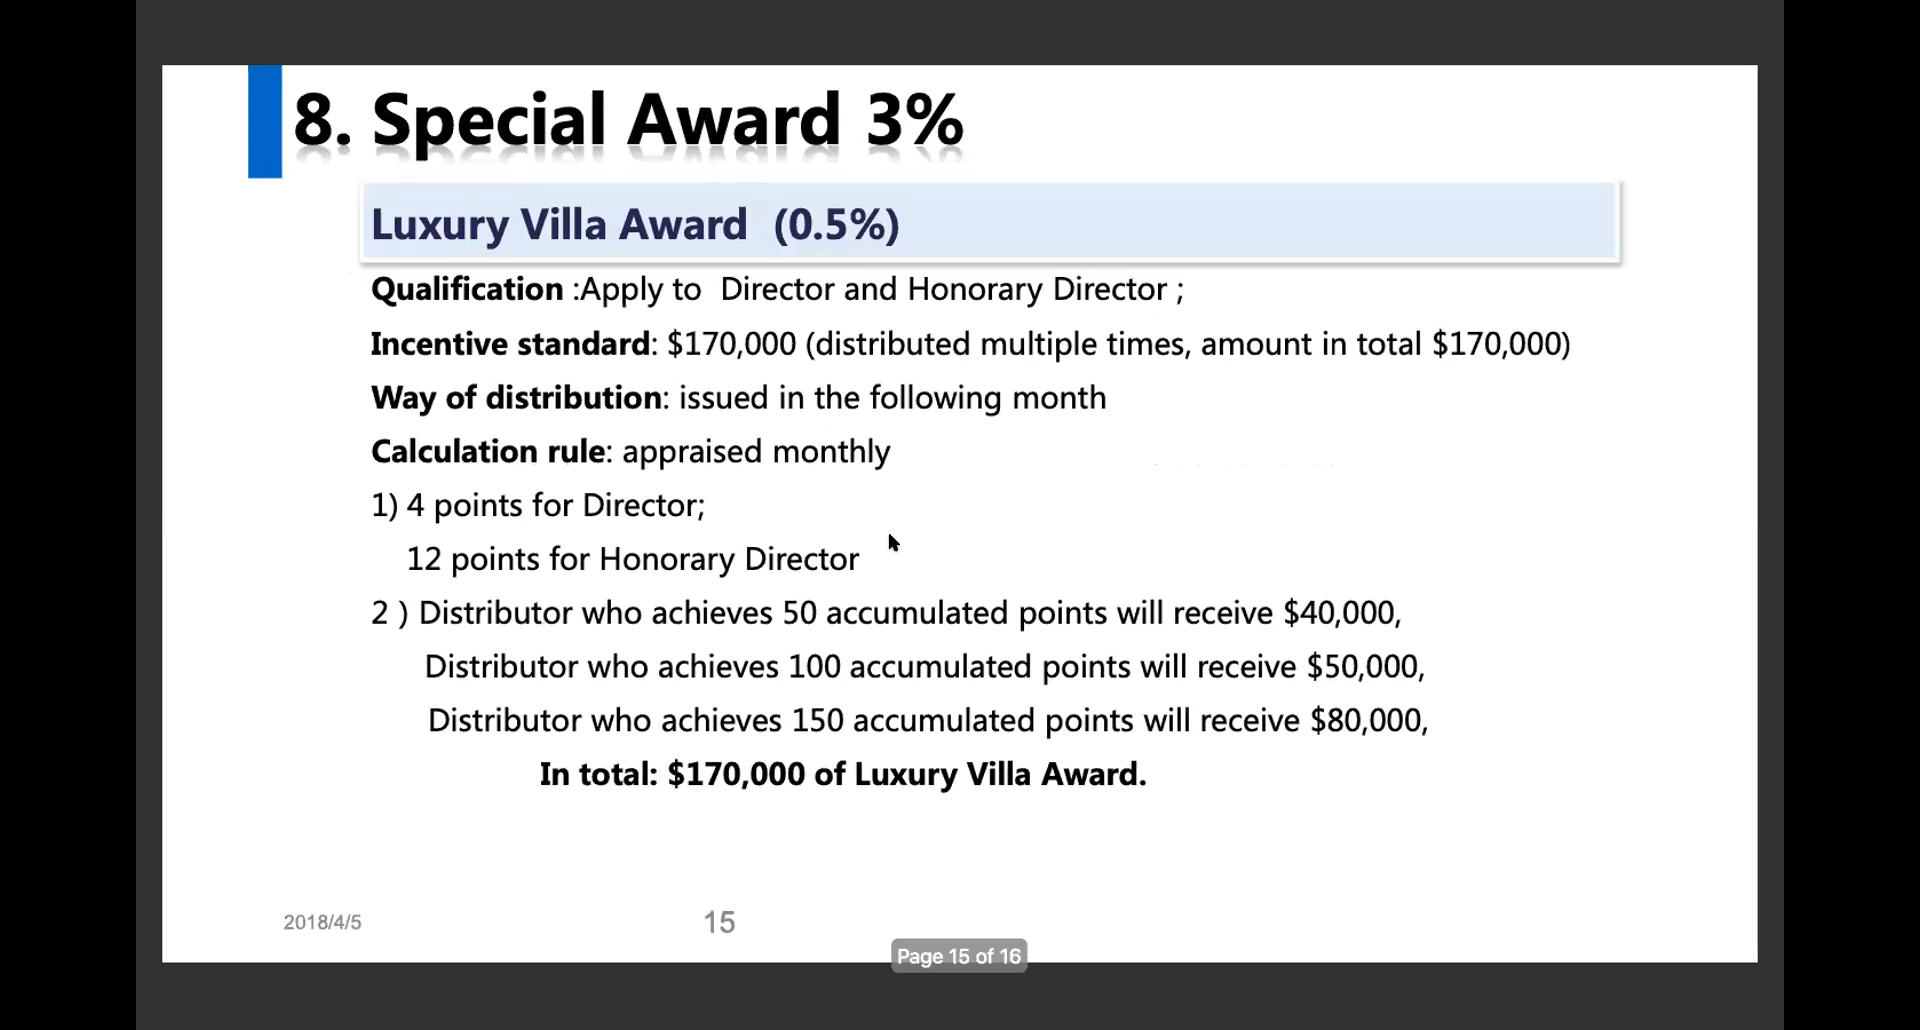 8. Special Award 3%
Luxury Villa Award (0.5%)
Qualification :Apply to Director and Honorary Director ;
Incentive standard: $170,000 (distributed multiple times, amount in total $170,000)
Way of distribution: issued in the following month
Calculation rule: appraised monthly
1) 4 points for Director;
12 points for Honorary Director
2 ) Distributor who achieves 50 accumulated points will receive $40,000,
Distributor who achieves 100 accumulated points will receive $50,000,
Distributor who achieves 150 accumulated points will receive $80,000,
In total: $170,000 of Luxury Villa Award.
2018/4/5
15
Page 15 of 16